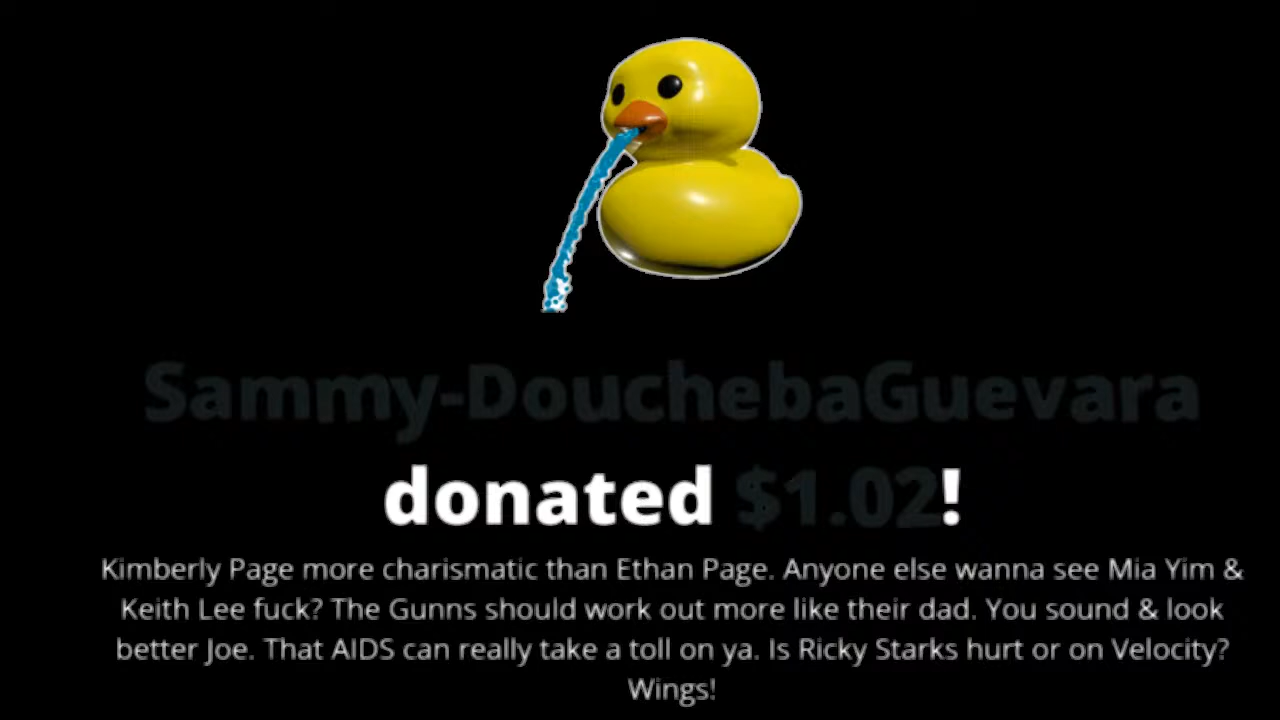 Sammy-DouchebaGuevara
donated $1.02!
Kimberly Page more charismatic than Ethan Page. Anyone else wanna see Mia Yim &
Keith Lee fuck? The Gunns should work out more like their dad. You sound & look
better Joe. That AIDS can really take a toll on ya. Is Ricky Starks hurt or on Velocity?
Wings!